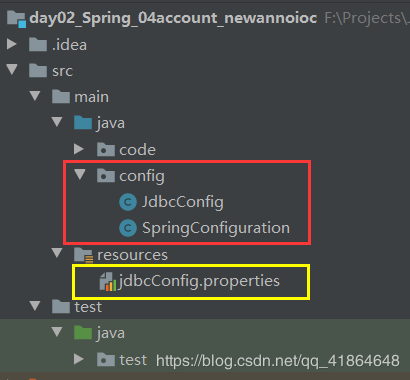 day02_Spring_04account_newannoioc F:\Projects\
.idea
src
main
java
code
config
JdbcConfig
SpringConfiguration
resources
jdbcConfig.properties
test
java
test https://blog.csdn.net/qq_41864648